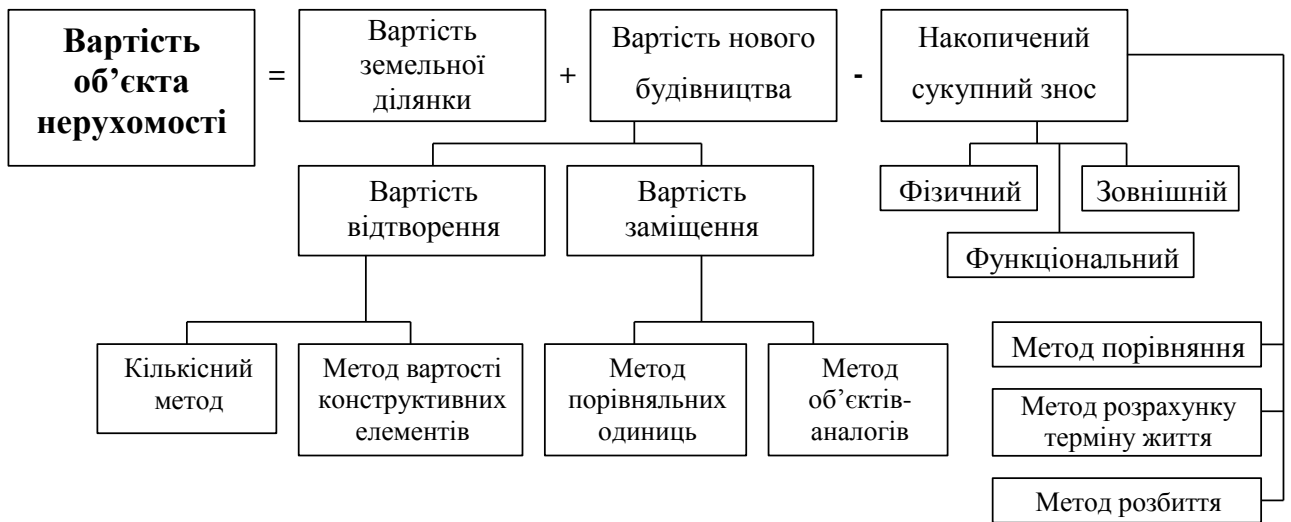 Вартість
об’єкта
нерухомості
=
Вартість
земельної
ділянки
+
Вартість нового
будівництва
-
Накопичений
сукупний знос
Вартість
відтворення
Вартість
заміщення
Фізичний
Зовнішній
Функціональний
Кількісний
метод
Метод вартості
конструктивних
елементів
Метод
порівняльних
одиниць
Метод
об’єктів-
аналогів
Метод порівняння
Метод розрахунку
терміну життя
Метод розбиття